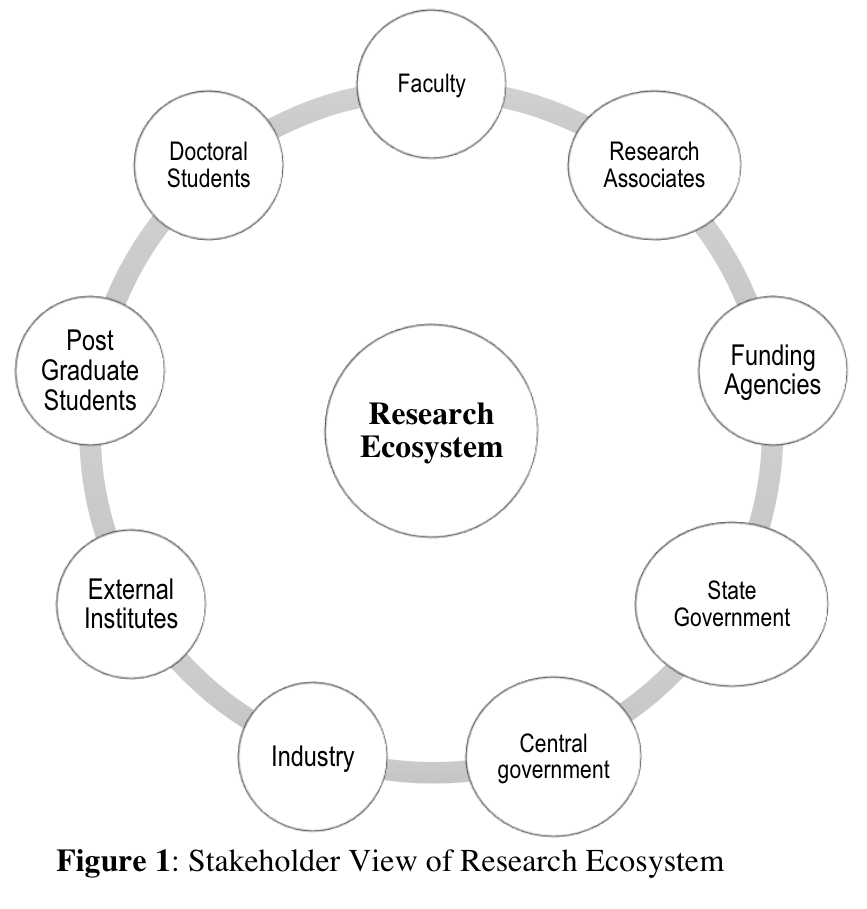 Faculty
Research
Associates
Funding
Agencies
State
Government
Central
government
Industry
External
Institutes
Post
Graduate
Students
Doctoral
Students
Research
Ecosystem
Figure 1: Stakeholder View of Research Ecosystem